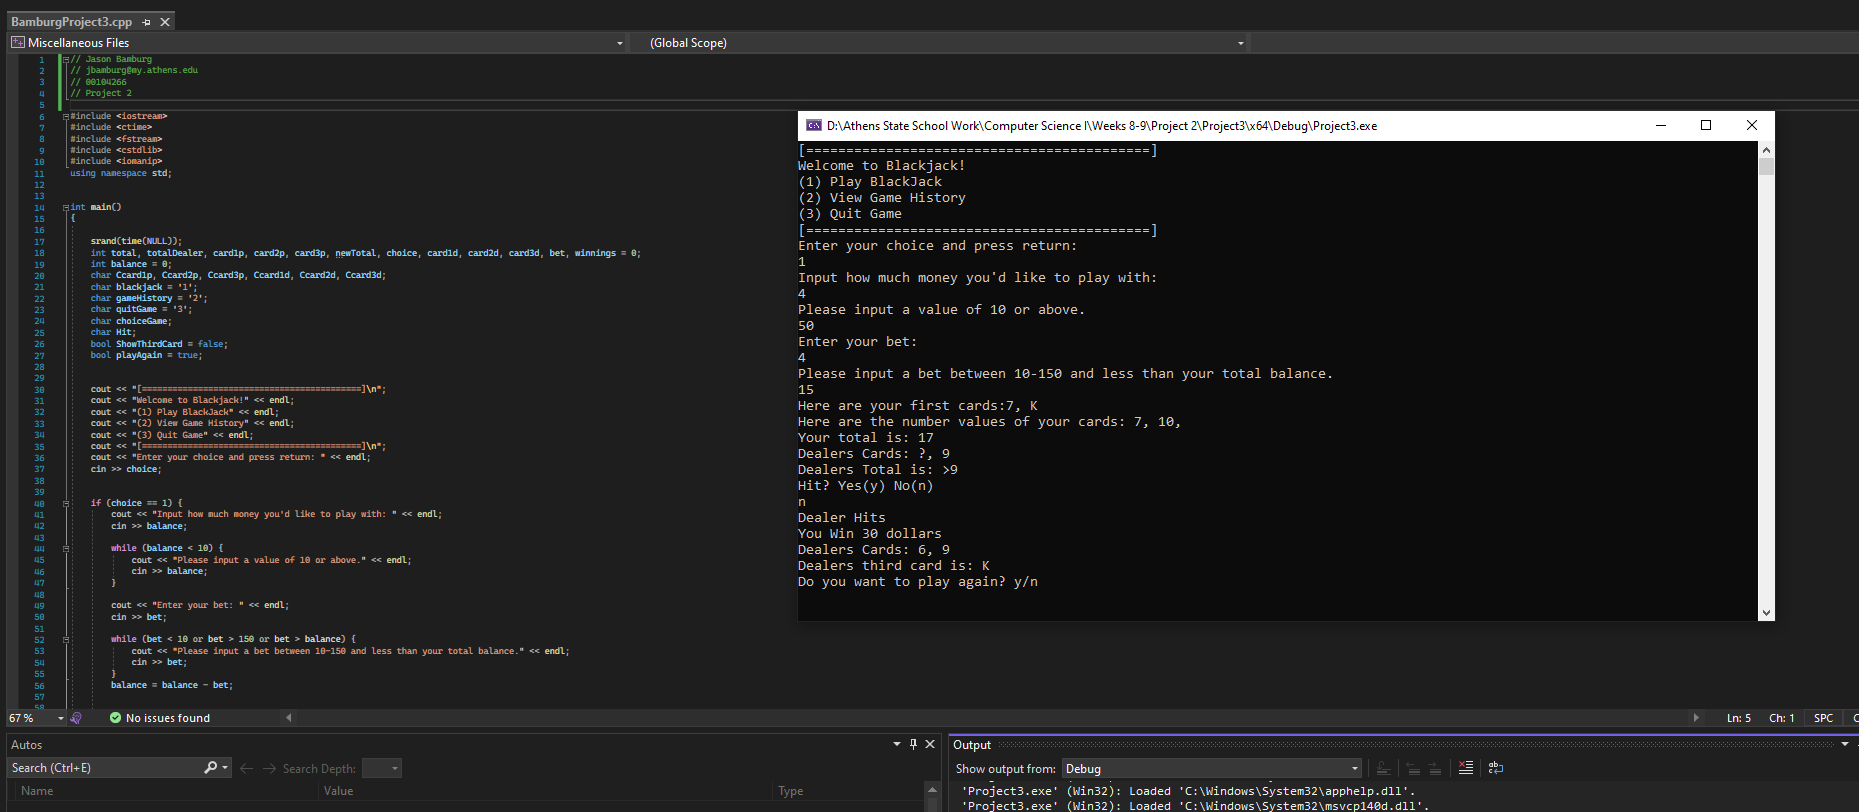 BamburgProject3.cpp
Miscellaneous Files
(Global Scope)
1 // Jason Bamburg
2 // jbamburg@my.athens.edu
3 // 00104266
4 // Project 2
5
6 #include <iostream>
7 #include <ctime>
8 #include <fstream>
9 #include <cstdlib>
10 #include <iomanip>
11 using namespace std;
12
13
14 int main()
15 {
16
17 srand(time(NULL));
18 int total, totalDealer, card1p, card2p, card3p, newTotal, choice, card1d, card2d, card3d, bet, winnings = 0;
19 int balance = 0;
20 char Ccard1p, Ccard2p, Ccard3p, Ccard1d, Ccard2d, Ccard3d;
21 char blackjack = '1';
22 char gameHistory = '2';
23 char quitGame = '3';
24 char choiceGame;
25 char Hit;
26 bool ShowThirdCard = false;
27 bool playAgain = true;
28
29
30 cout << "[===========================================]\n";
31 cout << "Welcome to Blackjack!" << endl;
32 cout << "(1) Play BlackJack" << endl;
33 cout << "(2) View Game History" << endl;
34 cout << "(3) Quit Game" << endl;
35 cout << "[===========================================]\n";
36 cout << "Enter your choice and press return: " << endl;
37 cin >> choice;
38
39
40 if (choice == 1) {
41 cout << "Input how much money you'd like to play with: " << endl;
42 cin >> balance;
43
44 while (balance < 10) {
45 cout << "Please input a value of 10 or above." << endl;
46 cin >> balance;
47 }
48
49 cout << "Enter your bet: " << endl;
50 cin >> bet;
51
52 while (bet < 10 or bet > 150 or bet > balance) {
53 cout << "Please input a bet between 10-150 and less than your total balance." << endl;
54 cin >> bet;
55 }
56 balance = balance - bet;
57
58
D:\Athens State School Work\Computer Science I\Weeks 8-9\Project 2\Project3\x64\Debug\Project3.exe
[===========================================]
Welcome to Blackjack!
(1) Play BlackJack
(2) View Game History
(3) Quit Game
[===========================================]
Enter your choice and press return:
1
Input how much money you'd like to play with:
4
Please input a value of 10 or above.
50
Enter your bet:
4
Please input a bet between 10-150 and less than your total balance.
15
Here are your first cards:7, K
Here are the number values of your cards: 7, 10,
Your total is: 17
Dealers Cards: ?, 9
Dealers Total is: >9
Hit? Yes(y) No(n)
n
Dealer Hits
You Win 30 dollars
Dealers Cards: 6, 9
Dealers third card is: K
Do you want to play again? y/n
67 %
No issues found
Ln: 5 Ch: 1 SPC
Autos
Search (Ctrl+E)
Search Depth:
Name Value Type
Output
Show output from: Debug
'Project3.exe' (Win32): Loaded 'C:\Windows\System32\apphelp.dll'.
'Project3.exe' (Win32): Loaded 'C:\Windows\System32\msvcp140d.dll'.